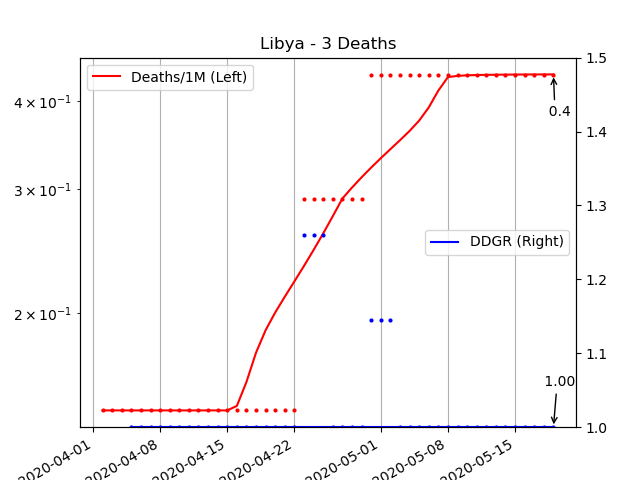 Libya - 3 Deaths
Deaths/1M (Left)
DDGR (Right)
4 × 10⁻¹
3 × 10⁻¹
2 × 10⁻¹
1.5
1.4
1.3
1.2
1.1
1.0
0.4
1.00
2020-04-01
2020-04-08
2020-04-15
2020-04-22
2020-05-01
2020-05-08
2020-05-15